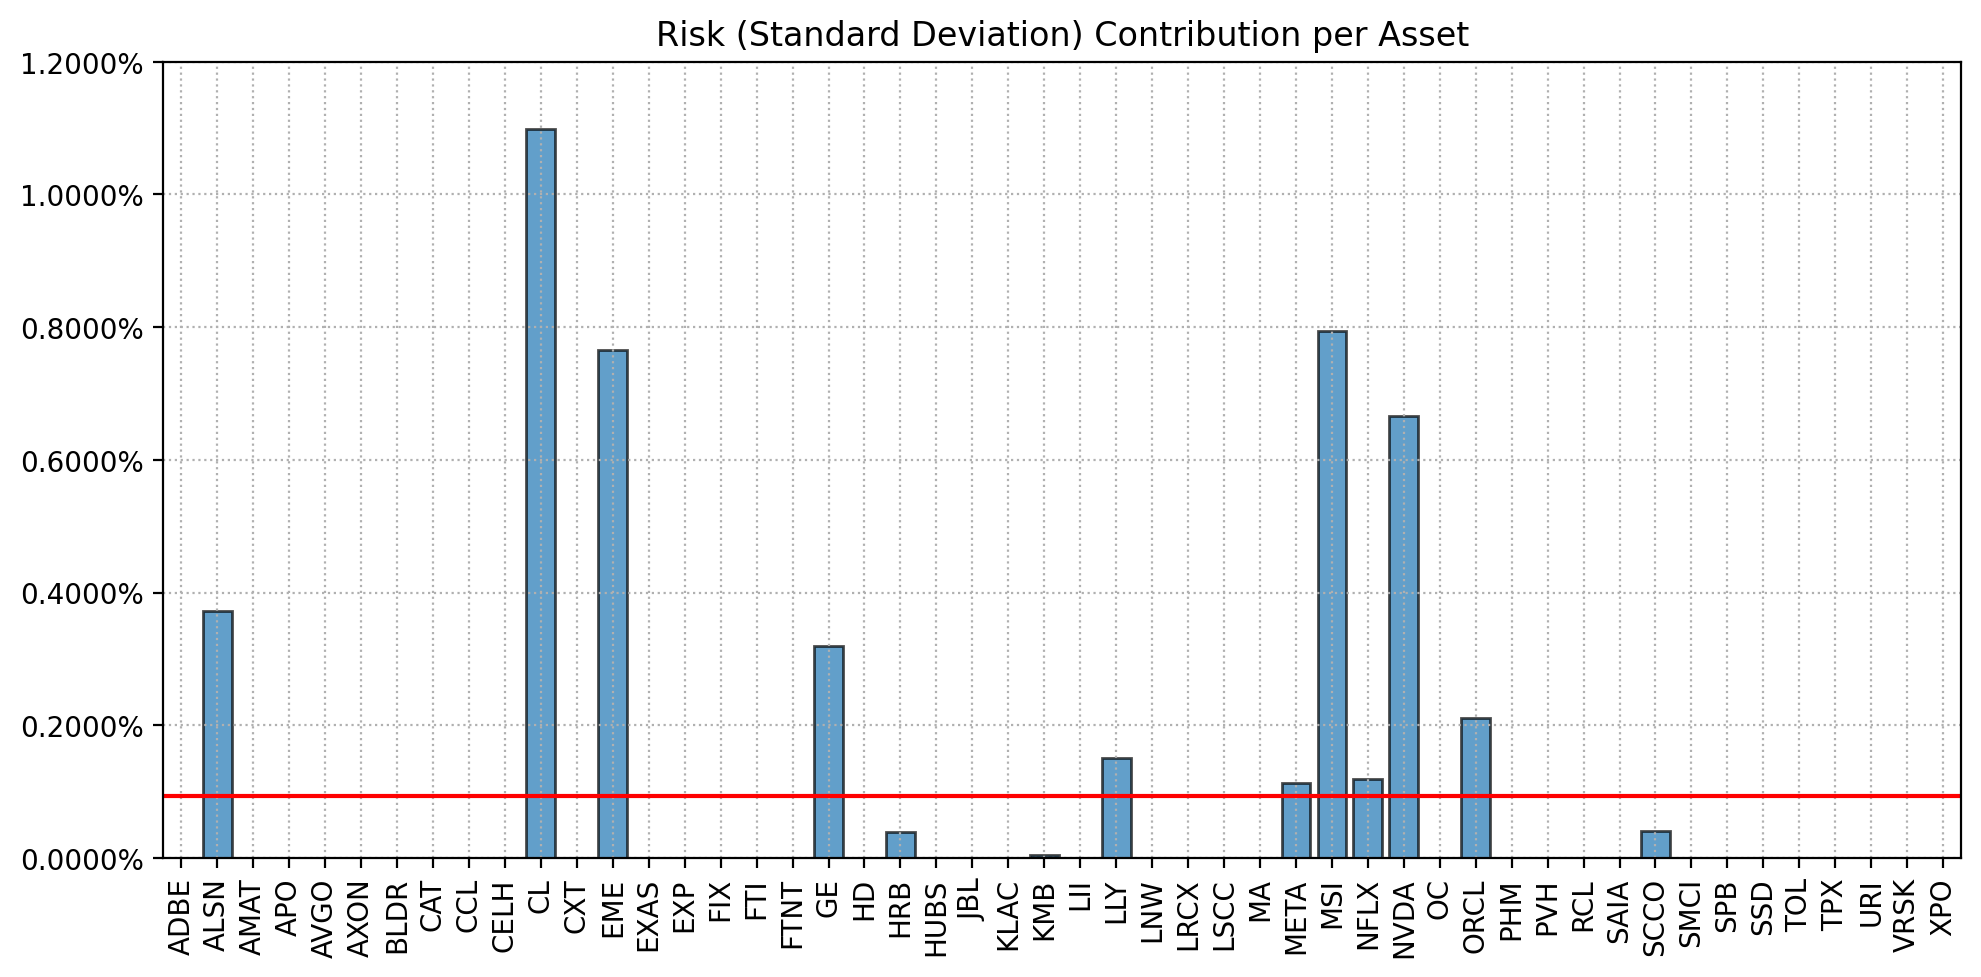 Risk (Standard Deviation) Contribution per Asset
1.2000%
1.0000%
0.8000%
0.6000%
0.4000%
0.2000%
0.0000%
ADBE
ALSN
AMAT
APO
AVGO
AXON
BLDR
CAT
CCL
CELH
CL
CXT
EME
EXAS
EXP
FIX
FTI
FTNT
GE
HD
HRB
HUBS
JBL
KLAC
KMB
LII
LLY
LNW
LRCX
LSCC
MA
META
MSI
NFLX
NVDA
OC
ORCL
PHM
PVH
RCL
SAIA
SCCO
SMCI
SPB
SSD
TOL
TPX
URI
VRSK
XPO